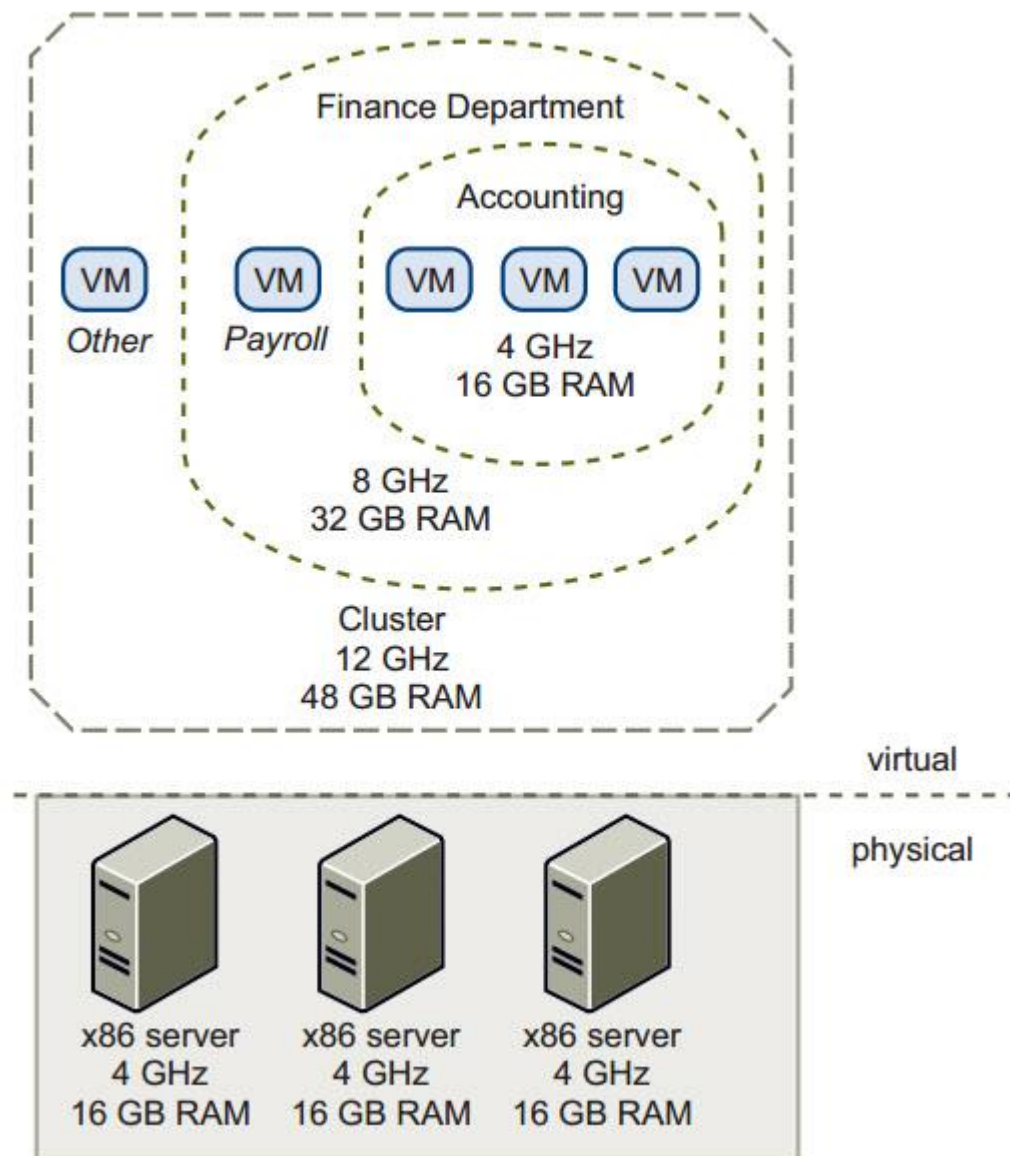 Finance Department
Accounting
VM VM VM VM VM
Other Payroll
4 GHz
16 GB RAM
8 GHz
32 GB RAM
Cluster
12 GHz
48 GB RAM
virtual
physical
x86 server x86 server x86 server
4 GHz 4 GHz 4 GHz
16 GB RAM 16 GB RAM 16 GB RAM